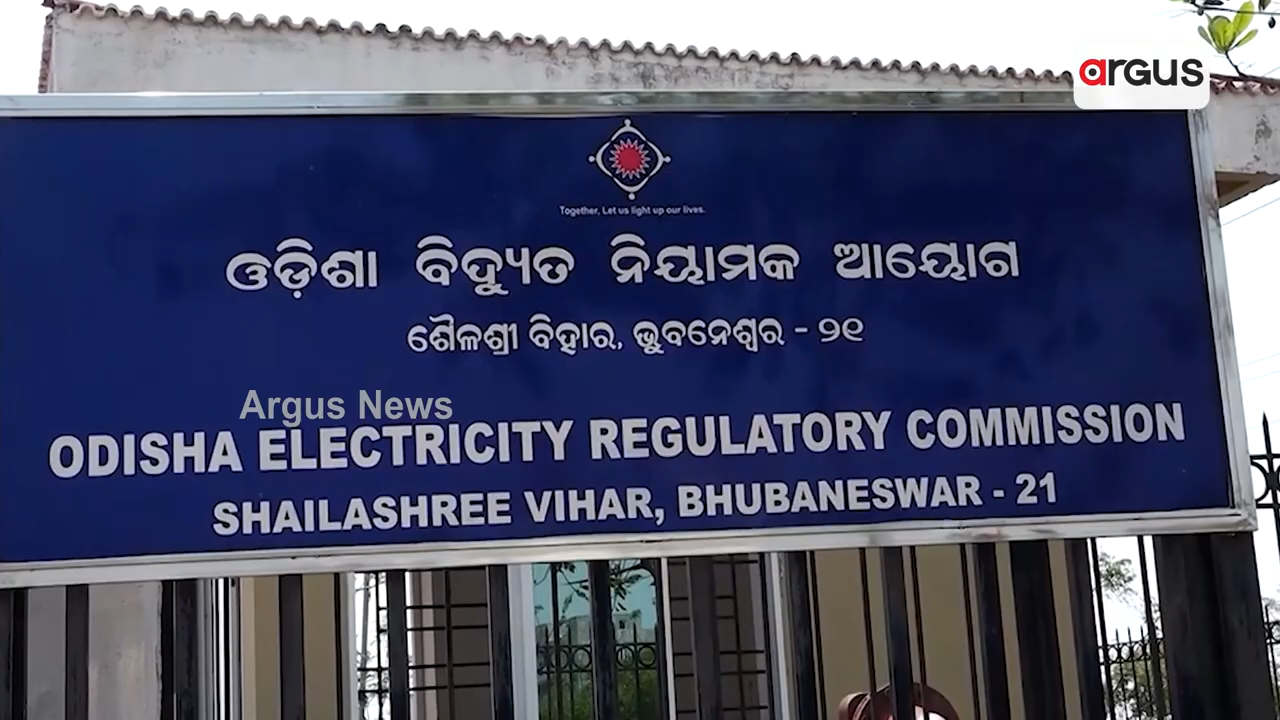 argus
Together, Let us light up our lives.
ଓଡ଼ିଶା ବିଦ୍ୟୁତ ନିୟାମକ ଆୟୋଗ
ଶୈଳଶ୍ରୀ ବିହାର, ଭୁବନେଶ୍ୱର - ୨୧
Argus News
ODISHA ELECTRICITY REGULATORY COMMISSION
SHAILASHREE VIHAR, BHUBANESWAR - 21